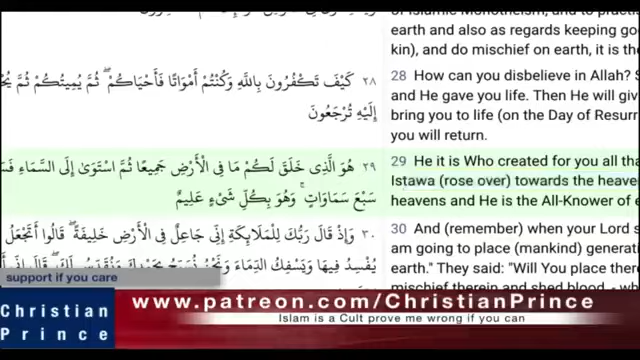 of Islamic Monotheism, and to practi
earth and also as regards keeping go
kin), and do mischief on earth, it is th
٢٨ كَيْفَ تَكْفُرُونَ بِاللَّهِ وَكُنْتُمْ أَمْوَاتًا فَأَحْيَاكُمْ ۖ ثُمَّ يُمِيتُكُمْ ثُمَّ
إِلَيْهِ تُرْجَعُونَ
28 How can you disbelieve in Allah? S
and He gave you life. Then He will giv
bring you to life (on the Day of Resurr
you will return.
٢٩ هُوَ الَّذِي خَلَقَ لَكُمْ مَا فِي الْأَرْضِ جَمِيعًا ثُمَّ اسْتَوَىٰ إِلَى السَّمَاءِ
سَبْعَ سَمَاوَاتٍ ۚ وَهُوَ بِكُلِّ شَيْءٍ عَلِيمٌ
29 He it is Who created for you all tha
Istawa (rose over) towards the heave
heavens and He is the All-Knower of e
٣٠ وَإِذْ قَالَ رَبُّكَ لِلْمَلَائِكَةِ إِنِّي جَاعِلٌ فِي الْأَرْضِ خَلِيفَةً ۖ قَالُوا أَتَجْعَلُ
يُفْسِدُ فِيهَا وَيَسْفِكُ الدِّمَاءَ وَنَحْنُ نُسَبِّحُ بِحَمْدِكَ وَنُقَدِّسُ لَكَ ۖ قَالَ إِنِّي
30 And (remember) when your Lord s
am going to place (mankind) generat
earth." They said: "Will You place ther
mischief therein and shed blood, - wh
support if you care
Christian
Prince
www.patreon.com/ChristianPrince
Islam is a Cult prove me wrong if you can